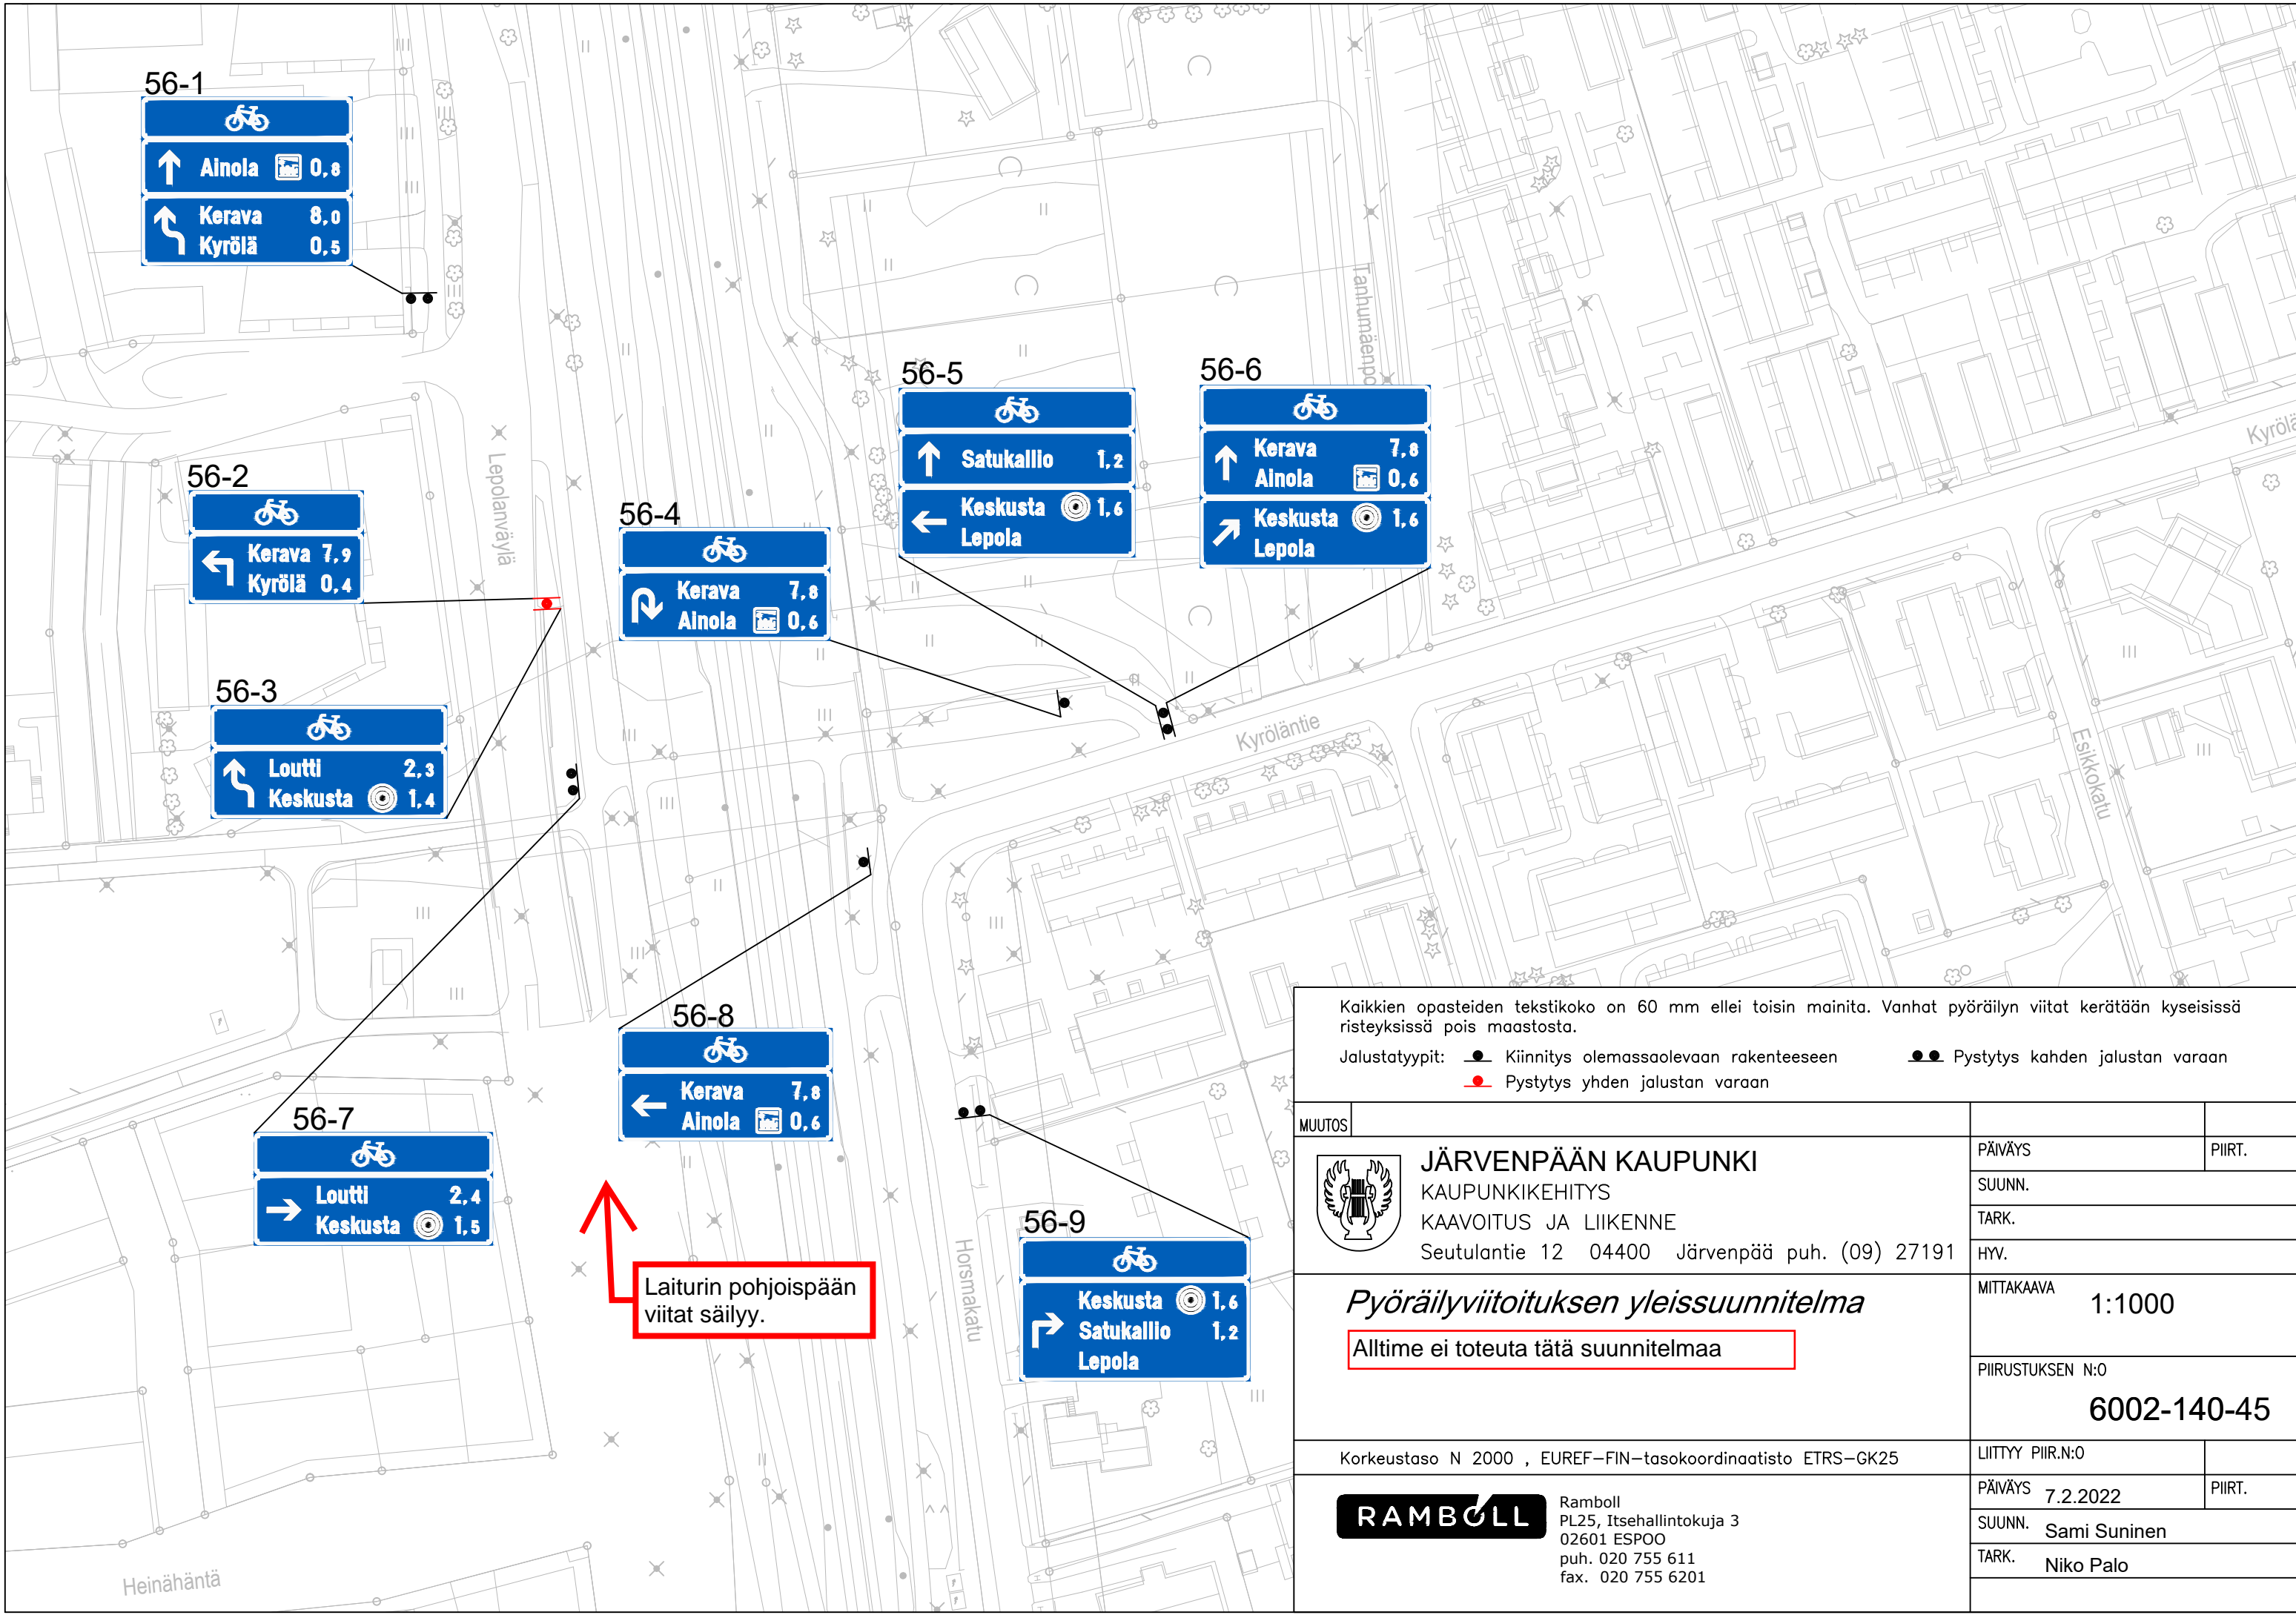 56-1
Ainola 0,8
Kerava 8,0
Kyrölä 0,5
56-2
Kerava 7,9
Kyrölä 0,4
56-3
Loutti 2,3
Keskusta 1,4
56-4
Kerava 7,8
Ainola 0,6
56-5
Satukallio 1,2
Keskusta 1,6
Lepola
56-6
Kerava 7,8
Ainola 0,6
Keskusta 1,6
Lepola
56-7
Loutti 2,4
Keskusta 1,5
56-8
Kerava 7,8
Ainola 0,6
56-9
Keskusta 1,6
Satukallio 1,2
Lepola
Lepolanväylä
Tanhumäenpo
Kyrölä
Kyröläntie
Esikkokatu
Horsmakatu
Heinähäntä
Laiturin pohjoispään
viitat säilyy.
Kaikkien opasteiden tekstikoko on 60 mm ellei toisin mainita. Vanhat pyöräilyn viitat kerätään kyseisissä
risteyksissä pois maastosta.
Jalustatyypit: Kiinnitys olemassaolevaan rakenteeseen Pystytys kahden jalustan varaan
Pystytys yhden jalustan varaan
MUUTOS
JÄRVENPÄÄN KAUPUNKI
KAUPUNKIKEHITYS
KAAVOITUS JA LIIKENNE
Seutulantie 12 04400 Järvenpää puh. (09) 27191
PÄIVÄYS PIIRT.
SUUNN.
TARK.
HYV.
Pyöräilyviitoituksen yleissuunnitelma
Alltime ei toteuta tätä suunnitelmaa
MITTAKAAVA
1:1000
PIIRUSTUKSEN N:O
6002-140-45
Korkeustaso N 2000 , EUREF-FIN-tasokoordinaatisto ETRS-GK25
LIITTYY PIIR.N:O
RAMBOLL
Ramboll
PL25, Itsehallintokuja 3
02601 ESPOO
puh. 020 755 611
fax. 020 755 6201
PÄIVÄYS 7.2.2022 PIIRT.
SUUNN. Sami Suninen
TARK. Niko Palo